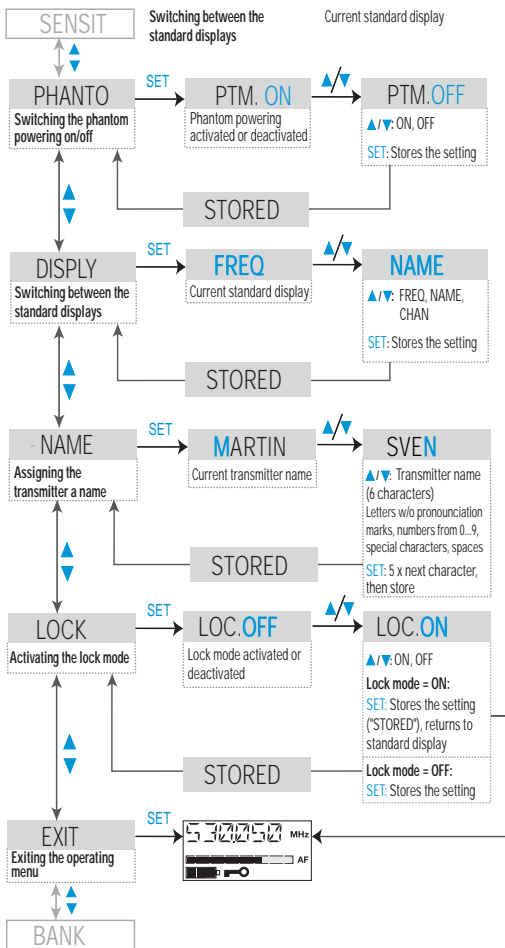 SENSIT
Switching between the
standard displays
Current standard display
PHANTO
Switching the phantom
powering on/off
SET
PTM. ON
Phantom powering
activated or deactivated
▲/▼
PTM.OFF
▲/▼: ON, OFF
SET: Stores the setting
STORED
DISPLY
Switching between the
standard displays
SET
FREQ
Current standard display
▲/▼
NAME
▲/▼: FREQ, NAME,
CHAN
SET: Stores the setting
STORED
- NAME
Assigning the
transmitter a name
SET
MARTIN
Current transmitter name
▲/▼
SVEN
▲/▼: Transmitter name
(6 characters)
Letters w/o pronounciation
marks, numbers from 0...9,
special characters, spaces
SET: 5 x next character,
then store
STORED
LOCK
Activating the lock mode
SET
LOC.OFF
Lock mode activated or
deactivated
▲/▼
LOC.ON
▲/▼: ON, OFF
Lock mode = ON:
SET: Stores the setting
("STORED"), returns to
standard display
Lock mode = OFF:
SET: Stores the setting
STORED
EXIT
Exiting the operating
menu
SET
530050 MHz
AF
BANK